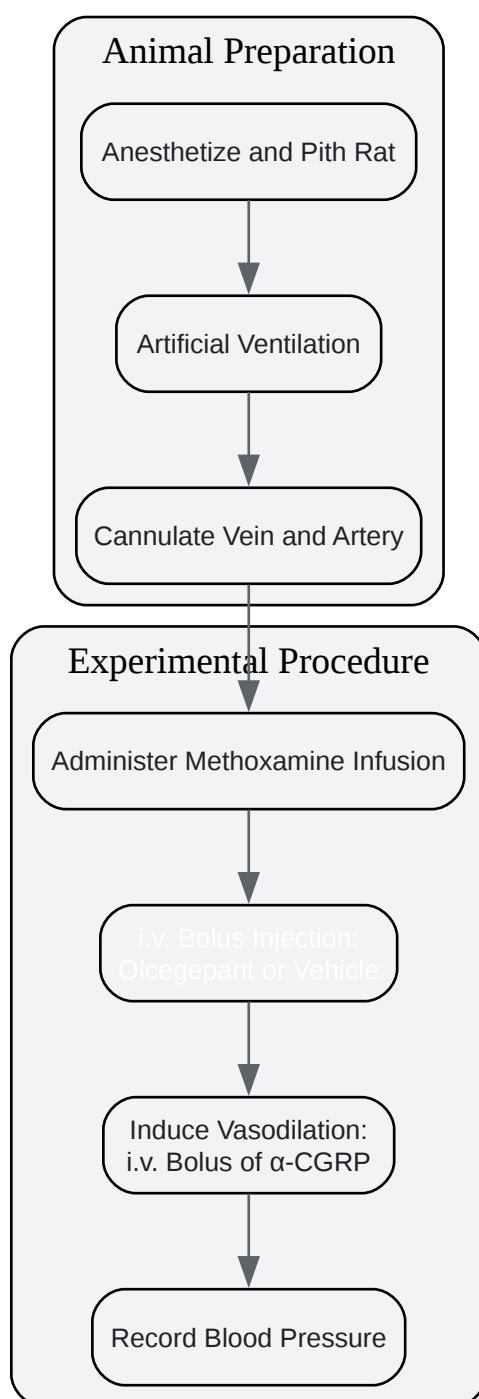 Animal Preparation
Anesthetize and Pith Rat
Artificial Ventilation
Cannulate Vein and Artery
Experimental Procedure
Administer Methoxamine Infusion
i.v. Bolus Injection:
Olcegepant or Vehicle
Induce Vasodilation:
i.v. Bolus of α-CGRP
Record Blood Pressure